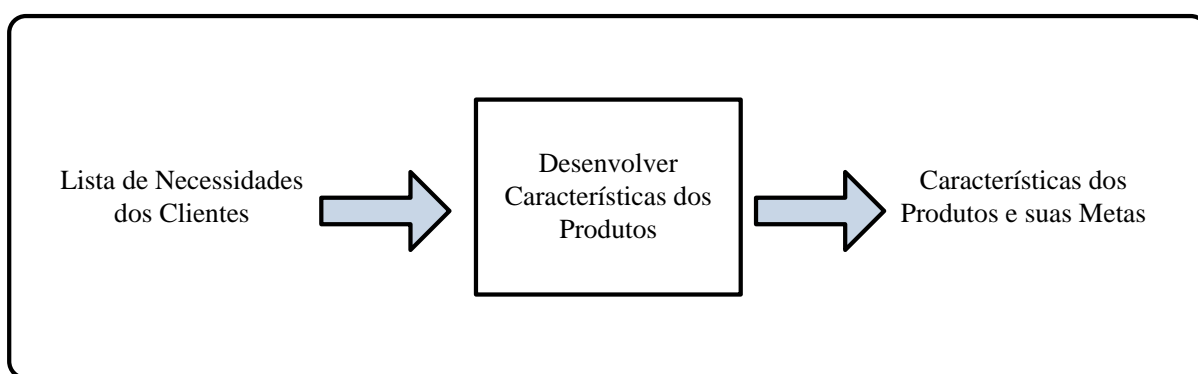 Lista de Necessidades
dos Clientes
Desenvolver
Características dos
Produtos
Características dos
Produtos e suas Metas